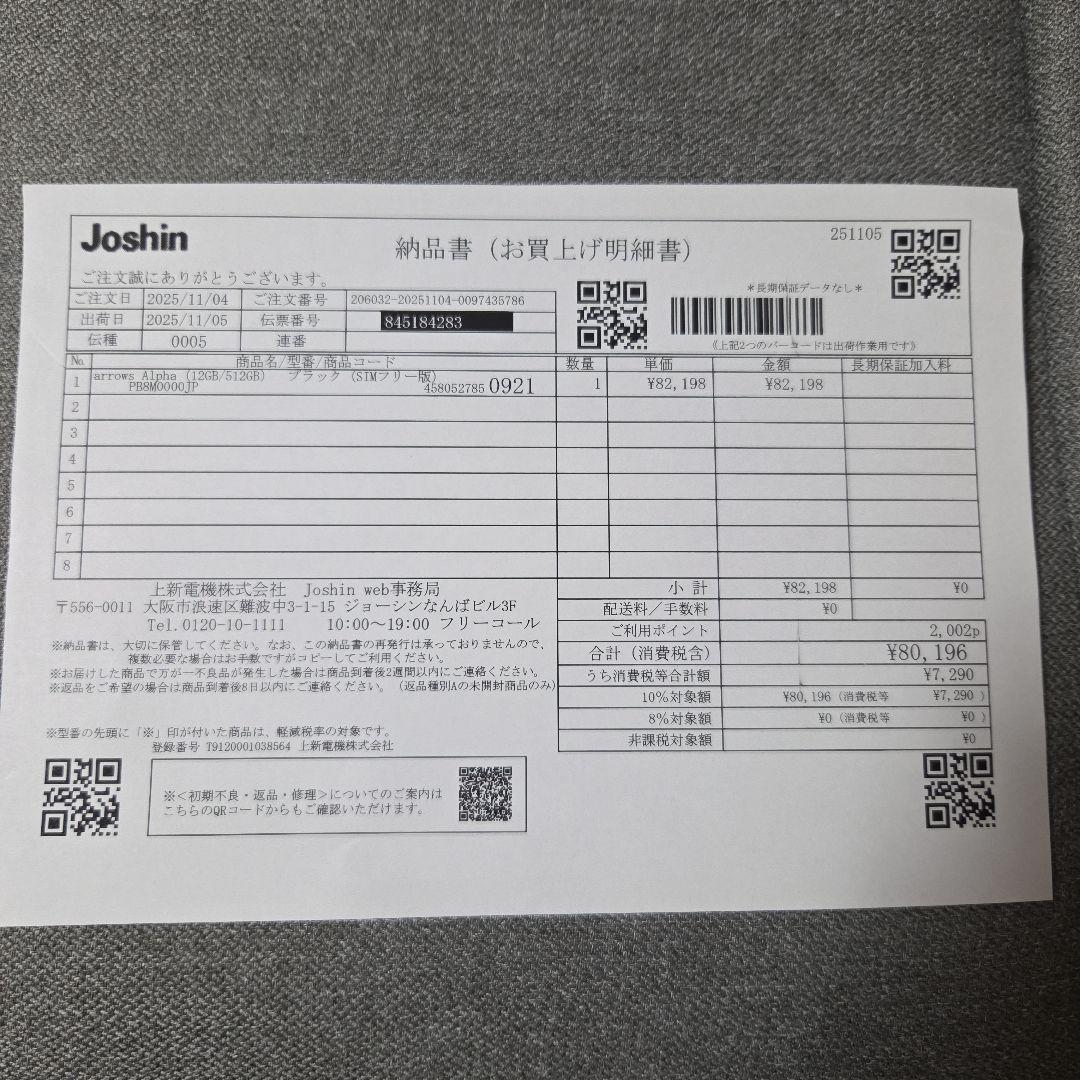 Joshin
納品書（お買上げ明細書）
251105
ご注文誠にありがとうございます。
ご注文日 2025/11/04 ご注文番号 206032-20251104-0097435786
出荷日 2025/11/05 伝票番号 845184283
伝種 0005 連番
＊長期保証データなし＊
《上記2つのバーコードは出荷作業用です》
№ 商品名/型番/商品コード 数量 単価 金額 長期保証加入料
1 arrows Alpha（12GB/512GB） ブラック（SIMフリー版）
PB8M0000JP 458052785 0921 1 ¥82,198 ¥82,198
2
3
4
5
6
7
8
上新電機株式会社 Joshin web事務局
〒556-0011 大阪市浪速区難波中3-1-15 ジョーシンなんばビル3F
Tel.0120-10-1111 10:00〜19:00 フリーコール
※納品書は、大切に保管してください。なお、この納品書の再発行は承っておりませんので、
複数必要な場合はお手数ですがコピーしてご利用ください。
※お届けした商品で万が一不良品が発生した場合は商品到着後2週間以内にご連絡ください。
※返品をご希望の場合は商品到着後8日以内にご連絡ください。（返品種別Aの未開封商品のみ）
小計 ¥82,198 ¥0
配送料／手数料 ¥0
ご利用ポイント 2,002p
合計（消費税含） ¥80,196
うち消費税等合計額 ¥7,290
10%対象額 ¥80,196（消費税等 ¥7,290 ）
8%対象額 ¥0（消費税等 ¥0 ）
非課税対象額 ¥0
※型番の先頭に「※」印が付いた商品は、軽減税率の対象です。
登録番号 T9120001038564 上新電機株式会社
※＜初期不良・返品・修理＞についてのご案内は
こちらのQRコードからもご確認いただけます。